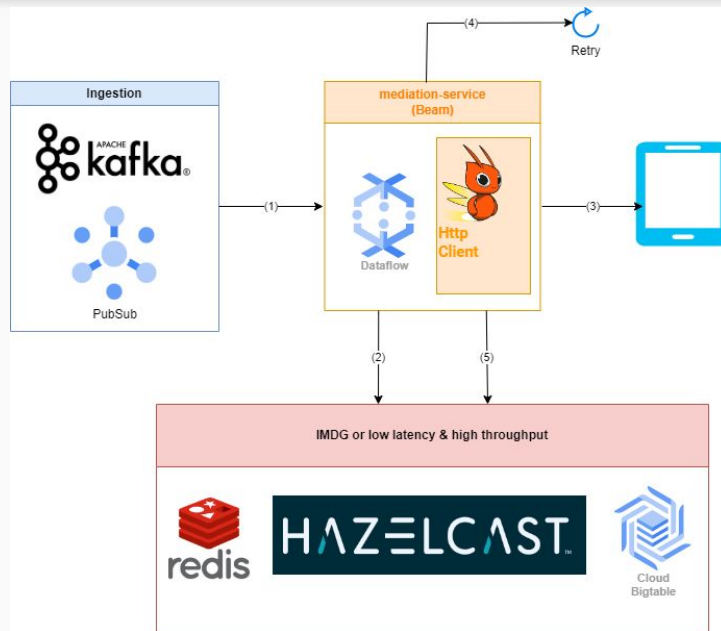 (4)
Retry
Ingestion
mediation-service
(Beam)
APACHE
kafka®
(1)
(3)
Http
Client
Dataflow
PubSub
(2)
(5)
IMDG or low latency & high throughput
redis
HAZELCAST™
Cloud
Bigtable